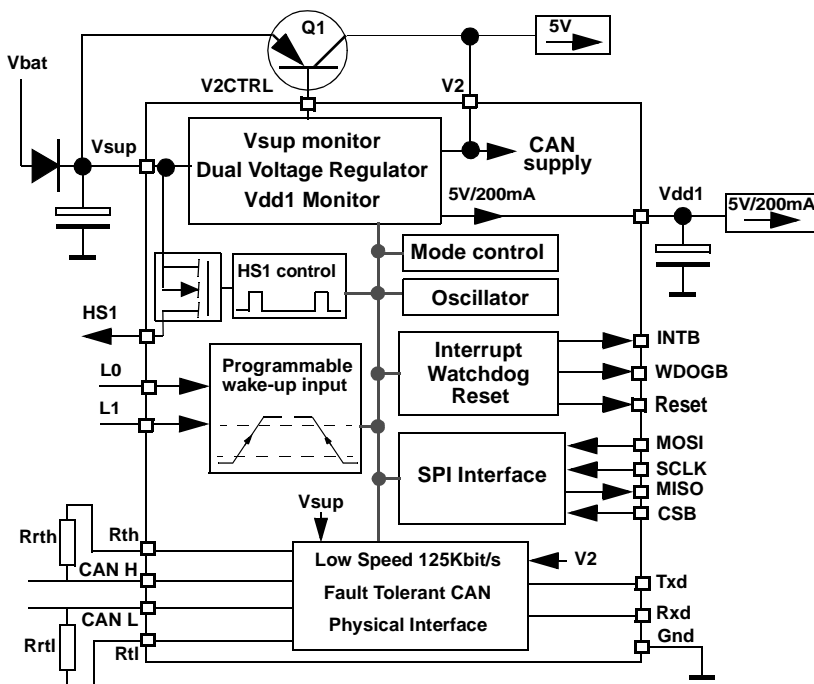 Q1
5V
Vbat
V2CTRL
V2
Vsup
Vsup monitor
Dual Voltage Regulator
Vdd1 Monitor
CAN
supply
5V/200mA
Vdd1
5V/200mA
Mode control
HS1 control
Oscillator
HS1
L0
L1
Programmable
wake-up input
Interrupt
Watchdog
Reset
INTB
WDOGB
Reset
SPI Interface
MOSI
SCLK
MISO
CSB
Vsup
Rrth
Rth
CAN H
CAN L
Rrtl
Rtl
Low Speed 125Kbit/s
Fault Tolerant CAN
Physical Interface
V2
Txd
Rxd
Gnd